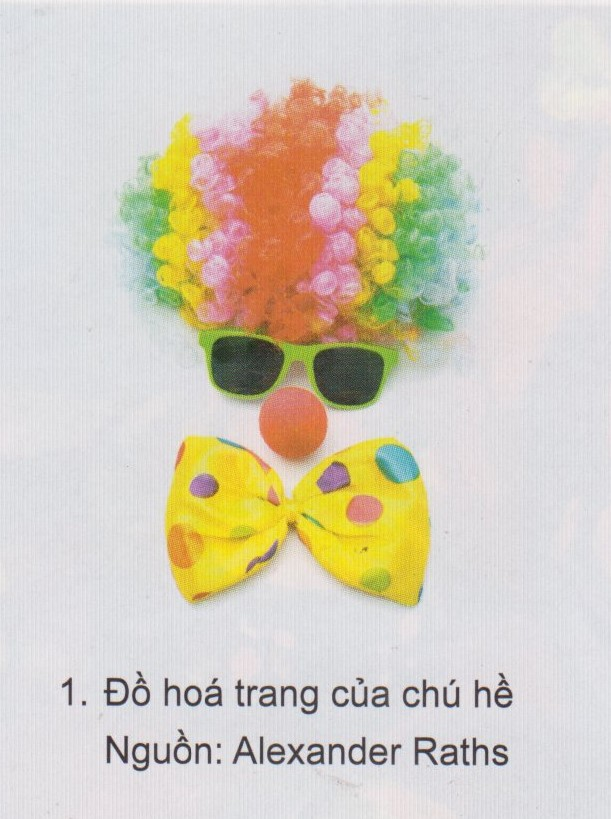 1. Đồ hoá trang của chú hề
Nguồn: Alexander Raths